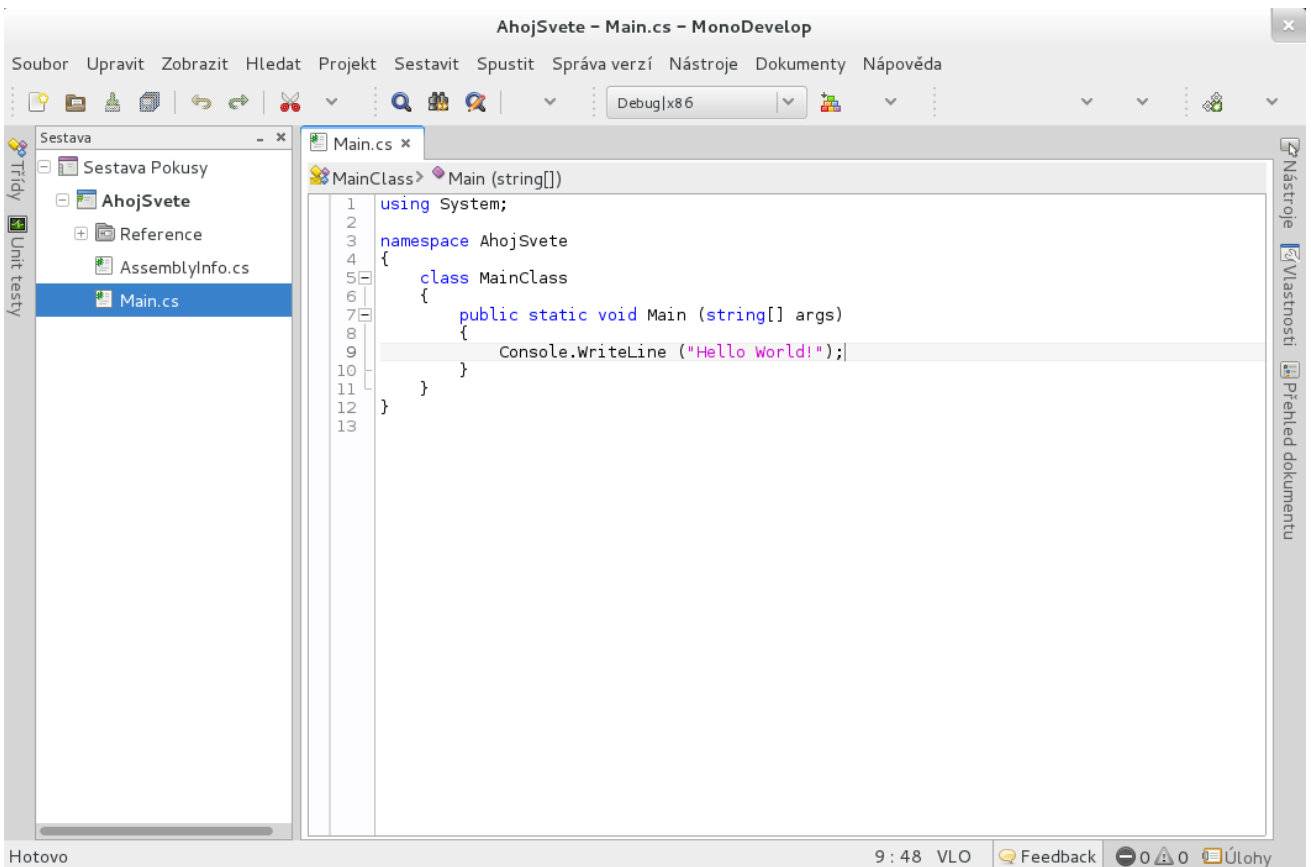 AhojSvete – Main.cs – MonoDevelop
Soubor Upravit Zobrazit Hledat Projekt Sestavit Spustit Správa verzí Nástroje Dokumenty Nápověda
Debug|x86
Třídy
Unit testy
Sestava
Sestava Pokusy
AhojSvete
Reference
AssemblyInfo.cs
Main.cs
Main.cs
MainClass› Main (string[])
1 using System;
2
3 namespace AhojSvete
4 {
5 class MainClass
6 {
7 public static void Main (string[] args)
8 {
9 Console.WriteLine ("Hello World!");
10 }
11 }
12 }
13
Nástroje
Vlastnosti
Přehled dokumentu
Hotovo 9 : 48 VLO Feedback 0 0 Úlohy